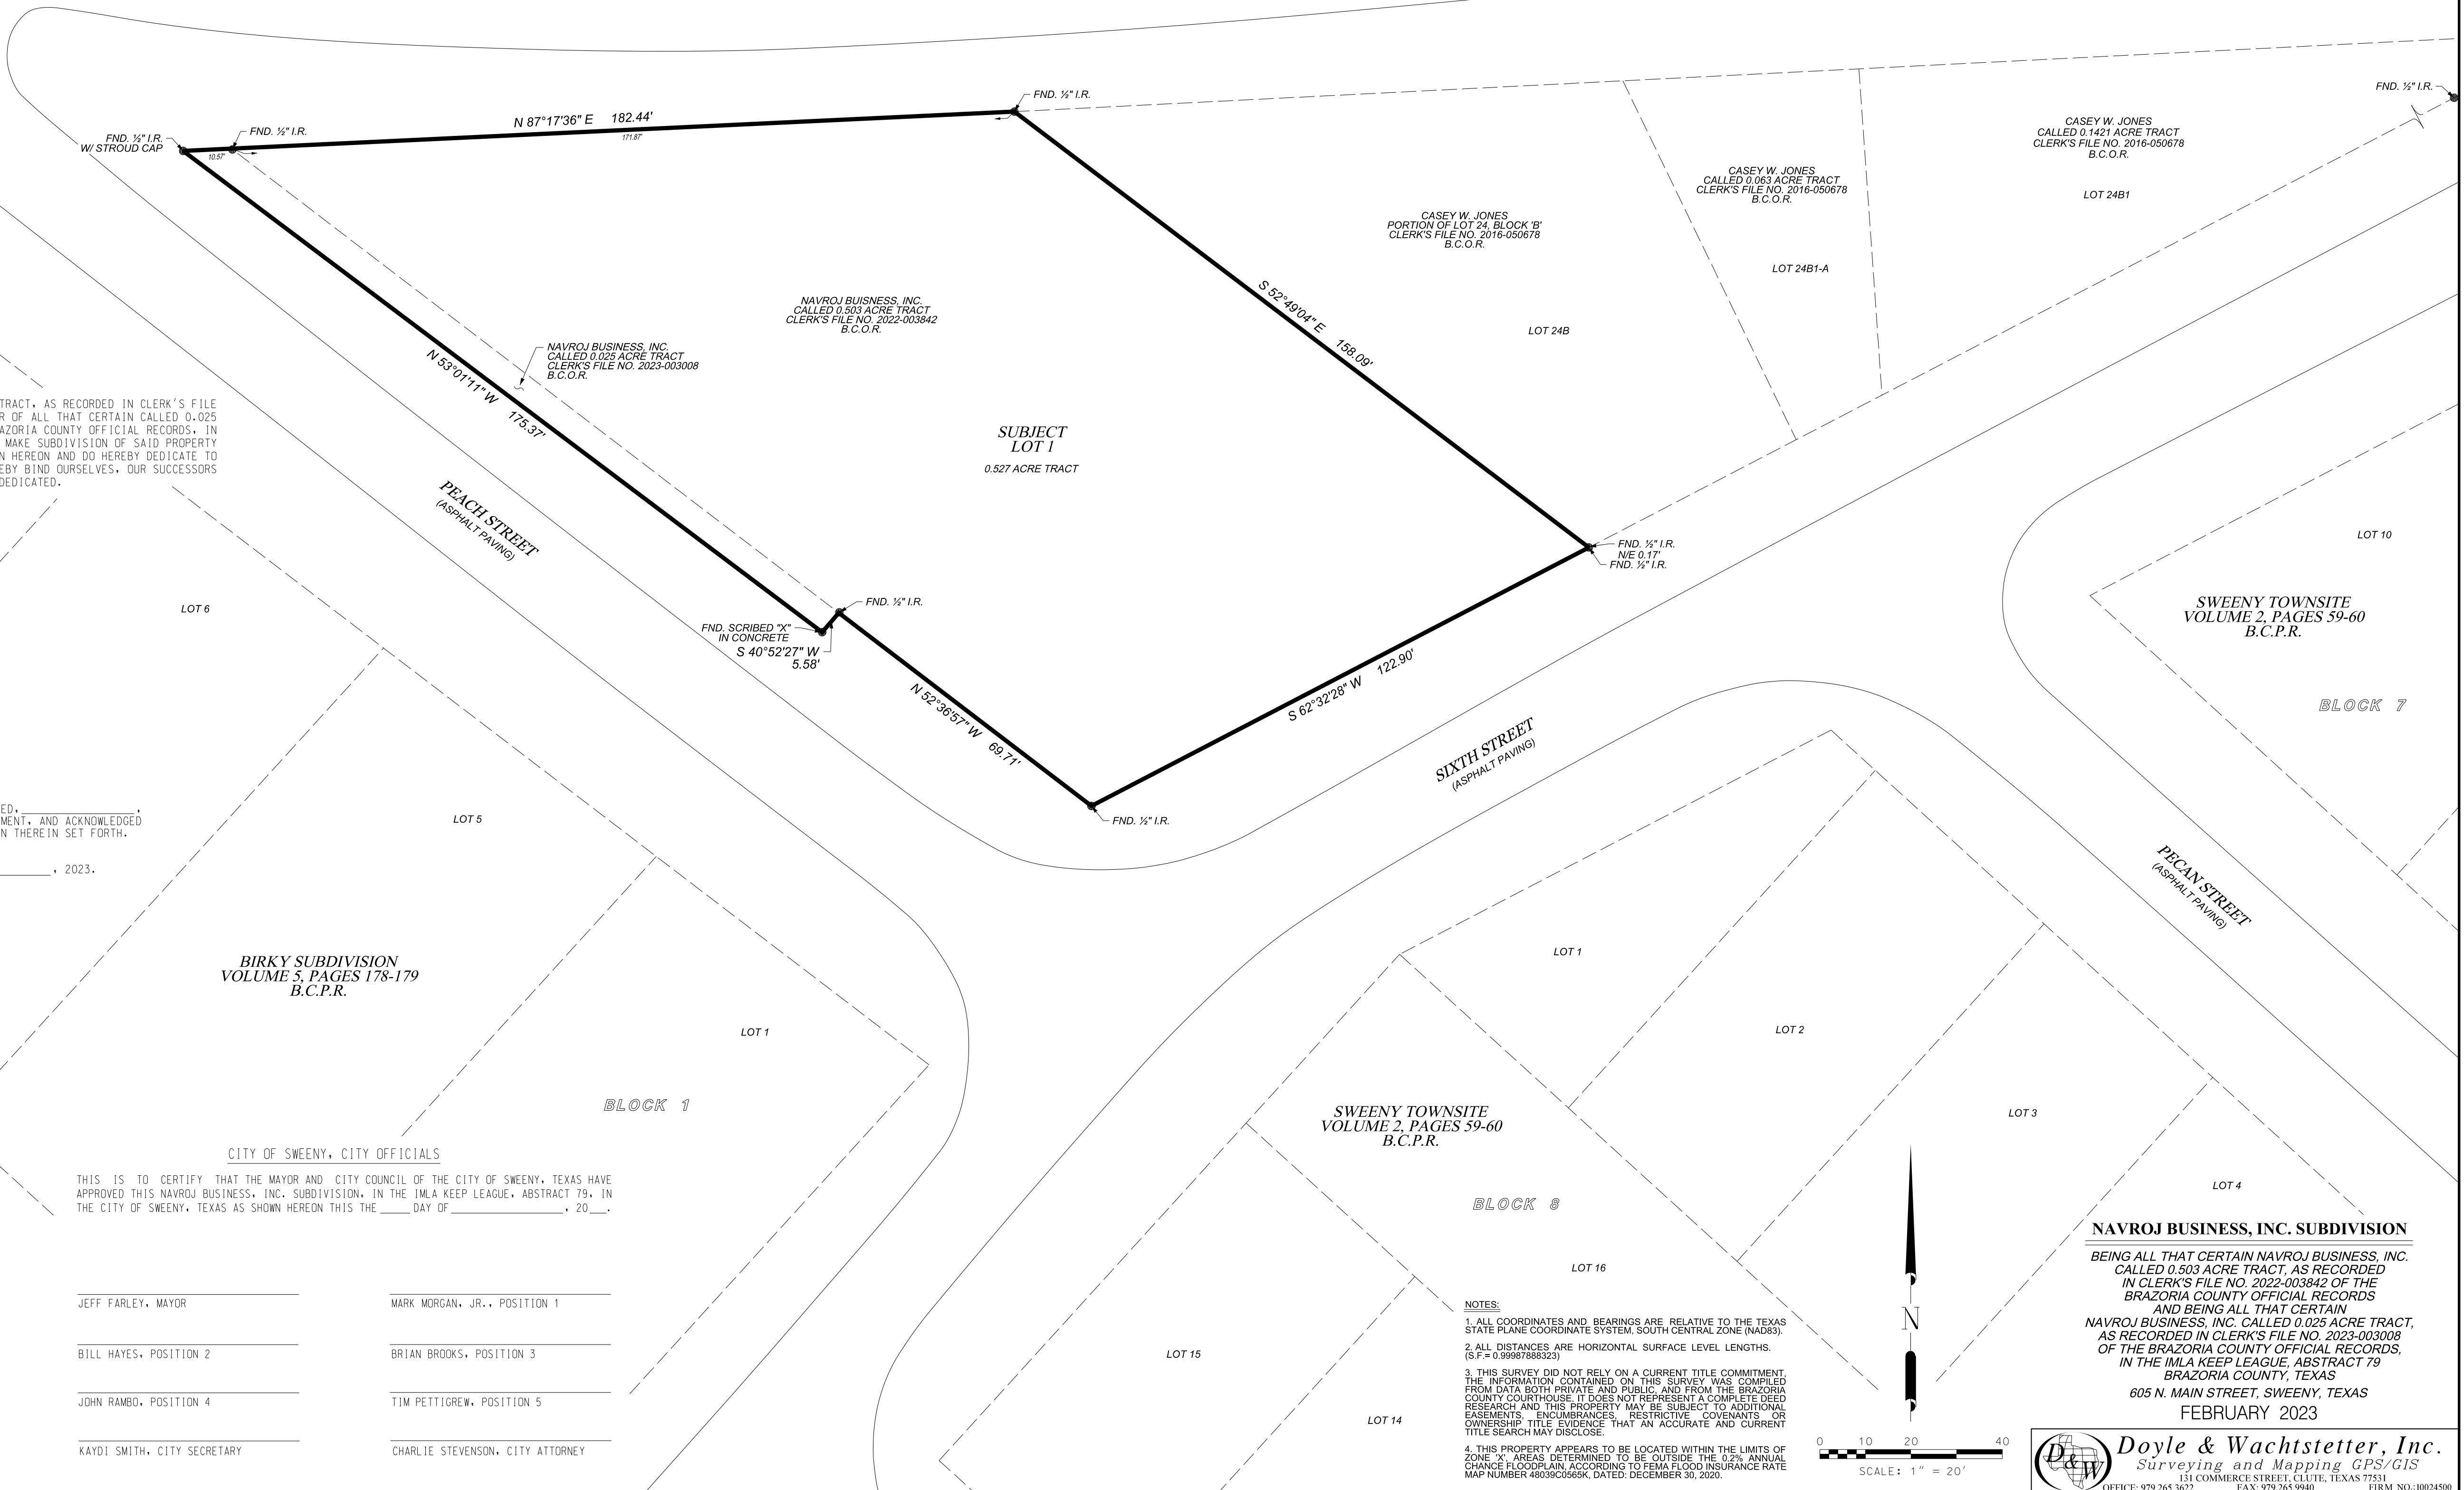 FND. ½" I.R.
W/ STROUD CAP
FND. ½" I.R.
10.57'
N 87°17'36" E 182.44'
171.87'
FND. ½" I.R.
FND. ½" I.R.
CASEY W. JONES
CALLED 0.1421 ACRE TRACT
CLERK'S FILE NO. 2016-050678
B.C.O.R.
LOT 24B1
CASEY W. JONES
CALLED 0.063 ACRE TRACT
CLERK'S FILE NO. 2016-050678
B.C.O.R.
LOT 24B1-A
CASEY W. JONES
PORTION OF LOT 24, BLOCK 'B'
CLERK'S FILE NO. 2016-050678
B.C.O.R.
LOT 24B
S 52°49'04" E 158.09'
NAVROJ BUISNESS, INC.
CALLED 0.503 ACRE TRACT
CLERK'S FILE NO. 2022-003842
B.C.O.R.
NAVROJ BUSINESS, INC.
CALLED 0.025 ACRE TRACT
CLERK'S FILE NO. 2023-003008
B.C.O.R.
N 53°01'11" W 175.37'
SUBJECT
LOT 1
0.527 ACRE TRACT
TRACT, AS RECORDED IN CLERK'S FILE
R OF ALL THAT CERTAIN CALLED 0.025
AZORIA COUNTY OFFICIAL RECORDS, IN
MAKE SUBDIVISION OF SAID PROPERTY
N HEREON AND DO HEREBY DEDICATE TO
EBY BIND OURSELVES, OUR SUCCESSORS
DEDICATED.
PEACH STREET
(ASPHALT PAVING)
FND. ½" I.R.
N/E 0.17'
FND. ½" I.R.
LOT 10
SWEENY TOWNSITE
VOLUME 2, PAGES 59-60
B.C.P.R.
BLOCK 7
LOT 6
FND. ½" I.R.
FND. SCRIBED "X"
IN CONCRETE
S 40°52'27" W
5.58'
N 52°36'57" W 69.71'
S 62°32'28" W 122.90'
FND. ½" I.R.
SIXTH STREET
(ASPHALT PAVING)
PECAN STREET
(ASPHALT PAVING)
ED,_______________,
MENT, AND ACKNOWLEDGED
N THEREIN SET FORTH.
_______, 2023.
LOT 5
BIRKY SUBDIVISION
VOLUME 5, PAGES 178-179
B.C.P.R.
LOT 1
BLOCK 1
LOT 1
LOT 2
LOT 3
LOT 4
SWEENY TOWNSITE
VOLUME 2, PAGES 59-60
B.C.P.R.
BLOCK 8
LOT 16
LOT 15
LOT 14
CITY OF SWEENY, CITY OFFICIALS
THIS IS TO CERTIFY THAT THE MAYOR AND CITY COUNCIL OF THE CITY OF SWEENY, TEXAS HAVE
APPROVED THIS NAVROJ BUSINESS, INC. SUBDIVISION, IN THE IMLA KEEP LEAGUE, ABSTRACT 79, IN
THE CITY OF SWEENY, TEXAS AS SHOWN HEREON THIS THE ____ DAY OF _______________, 20__.
JEFF FARLEY, MAYOR
MARK MORGAN, JR., POSITION 1
BILL HAYES, POSITION 2
BRIAN BROOKS, POSITION 3
JOHN RAMBO, POSITION 4
TIM PETTIGREW, POSITION 5
KAYDI SMITH, CITY SECRETARY
CHARLIE STEVENSON, CITY ATTORNEY
NOTES:
1. ALL COORDINATES AND BEARINGS ARE RELATIVE TO THE TEXAS
STATE PLANE COORDINATE SYSTEM, SOUTH CENTRAL ZONE (NAD83).
2. ALL DISTANCES ARE HORIZONTAL SURFACE LEVEL LENGTHS.
(S.F.= 0.99987888323)
3. THIS SURVEY DID NOT RELY ON A CURRENT TITLE COMMITMENT,
THE INFORMATION CONTAINED ON THIS SURVEY WAS COMPILED
FROM DATA BOTH PRIVATE AND PUBLIC, AND FROM THE BRAZORIA
COUNTY COURTHOUSE. IT DOES NOT REPRESENT A COMPLETE DEED
RESEARCH AND THIS PROPERTY MAY BE SUBJECT TO ADDITIONAL
EASEMENTS, ENCUMBRANCES, RESTRICTIVE COVENANTS OR
OWNERSHIP TITLE EVIDENCE THAT AN ACCURATE AND CURRENT
TITLE SEARCH MAY DISCLOSE.
4. THIS PROPERTY APPEARS TO BE LOCATED WITHIN THE LIMITS OF
ZONE 'X', AREAS DETERMINED TO BE OUTSIDE THE 0.2% ANNUAL
CHANCE FLOODPLAIN, ACCORDING TO FEMA FLOOD INSURANCE RATE
MAP NUMBER 48039C0565K, DATED: DECEMBER 30, 2020.
N
0 10 20 40
SCALE: 1" = 20'
NAVROJ BUSINESS, INC. SUBDIVISION
BEING ALL THAT CERTAIN NAVROJ BUSINESS, INC.
CALLED 0.503 ACRE TRACT, AS RECORDED
IN CLERK'S FILE NO. 2022-003842 OF THE
BRAZORIA COUNTY OFFICIAL RECORDS
AND BEING ALL THAT CERTAIN
NAVROJ BUSINESS, INC. CALLED 0.025 ACRE TRACT,
AS RECORDED IN CLERK'S FILE NO. 2023-003008
OF THE BRAZORIA COUNTY OFFICIAL RECORDS,
IN THE IMLA KEEP LEAGUE, ABSTRACT 79
BRAZORIA COUNTY, TEXAS
605 N. MAIN STREET, SWEENY, TEXAS
FEBRUARY 2023
D&W
Doyle & Wachtstetter, Inc.
Surveying and Mapping GPS/GIS
131 COMMERCE STREET, CLUTE, TEXAS 77531
OFFICE: 979.265.3622 FAX: 979.265.9940 FIRM NO.:10024500